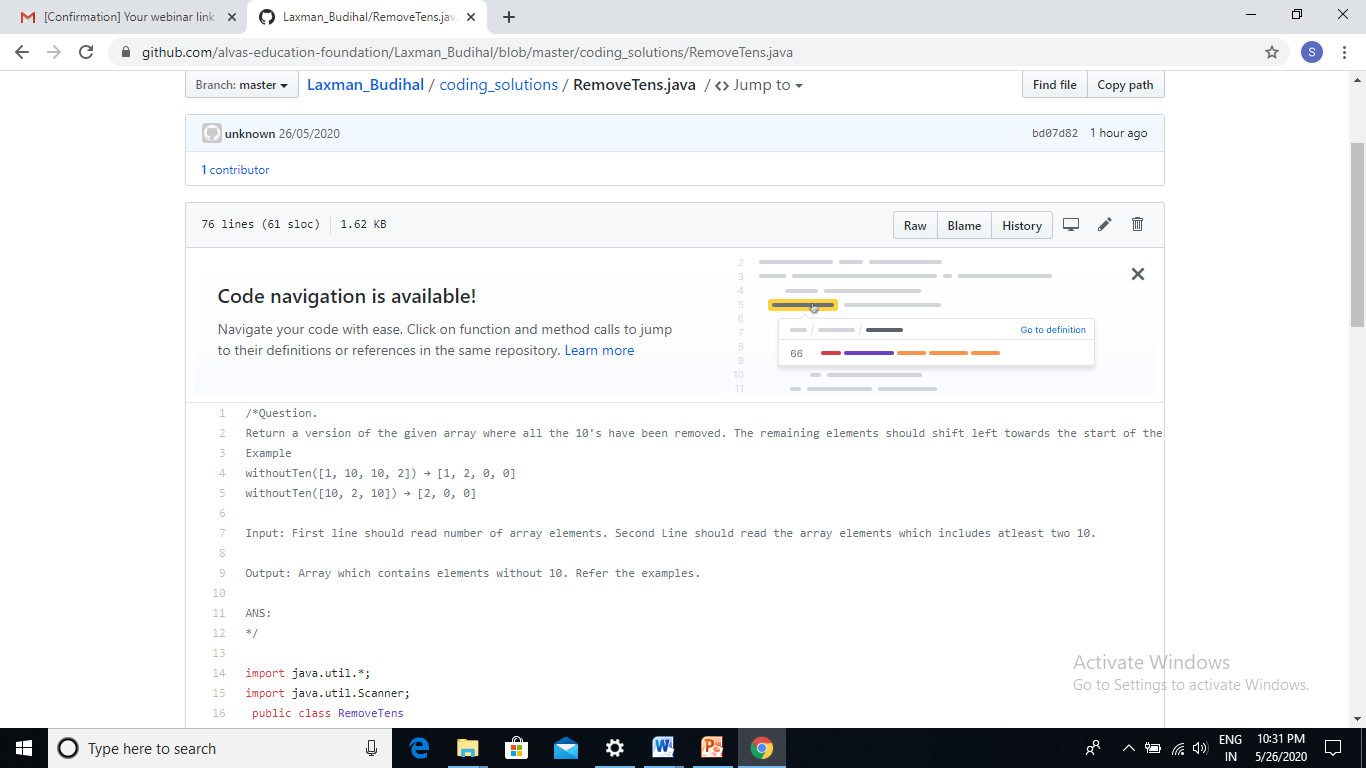 [Confirmation] Your webinar link
Laxman_Budihal/RemoveTens.jav
github.com/alvas-education-foundation/Laxman_Budihal/blob/master/coding_solutions/RemoveTens.java
S
Branch: master
Laxman_Budihal / coding_solutions / RemoveTens.java / <> Jump to
Find file
Copy path
unknown 26/05/2020
bd07d82 1 hour ago
1 contributor
76 lines (61 sloc) 1.62 KB
Raw
Blame
History
Code navigation is available!
Navigate your code with ease. Click on function and method calls to jump
to their definitions or references in the same repository. Learn more
2
3
4
5
6
7
8
9
10
11
/ /
Go to definition
66
1 /*Question.
2 Return a version of the given array where all the 10's have been removed. The remaining elements should shift left towards the start of the
3 Example
4 withoutTen([1, 10, 10, 2]) → [1, 2, 0, 0]
5 withoutTen([10, 2, 10]) → [2, 0, 0]
6
7 Input: First line should read number of array elements. Second Line should read the array elements which includes atleast two 10.
8
9 Output: Array which contains elements without 10. Refer the examples.
10
11 ANS:
12 */
13
14 import java.util.*;
15 import java.util.Scanner;
16 public class RemoveTens
Activate Windows
Go to Settings to activate Windows.
Type here to search
ENG
IN
10:31 PM
5/26/2020